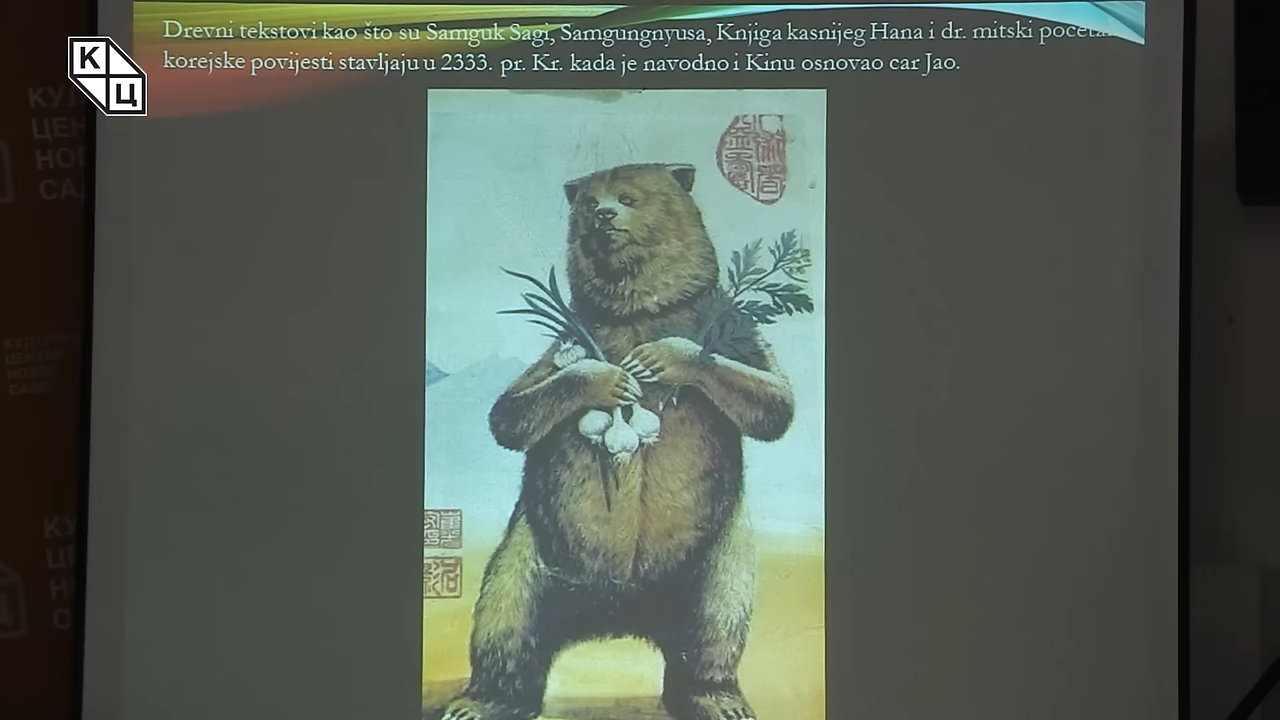 Drevni tekstovi kao što su Samguk Sagi, Samgungnyusa, Knjiga kasnijeg Hana i dr. mitski početak
korejske povijesti stavljaju u 2333. pr. Kr. kada je navodno i Kinu osnovao car Jao.
К
Ц